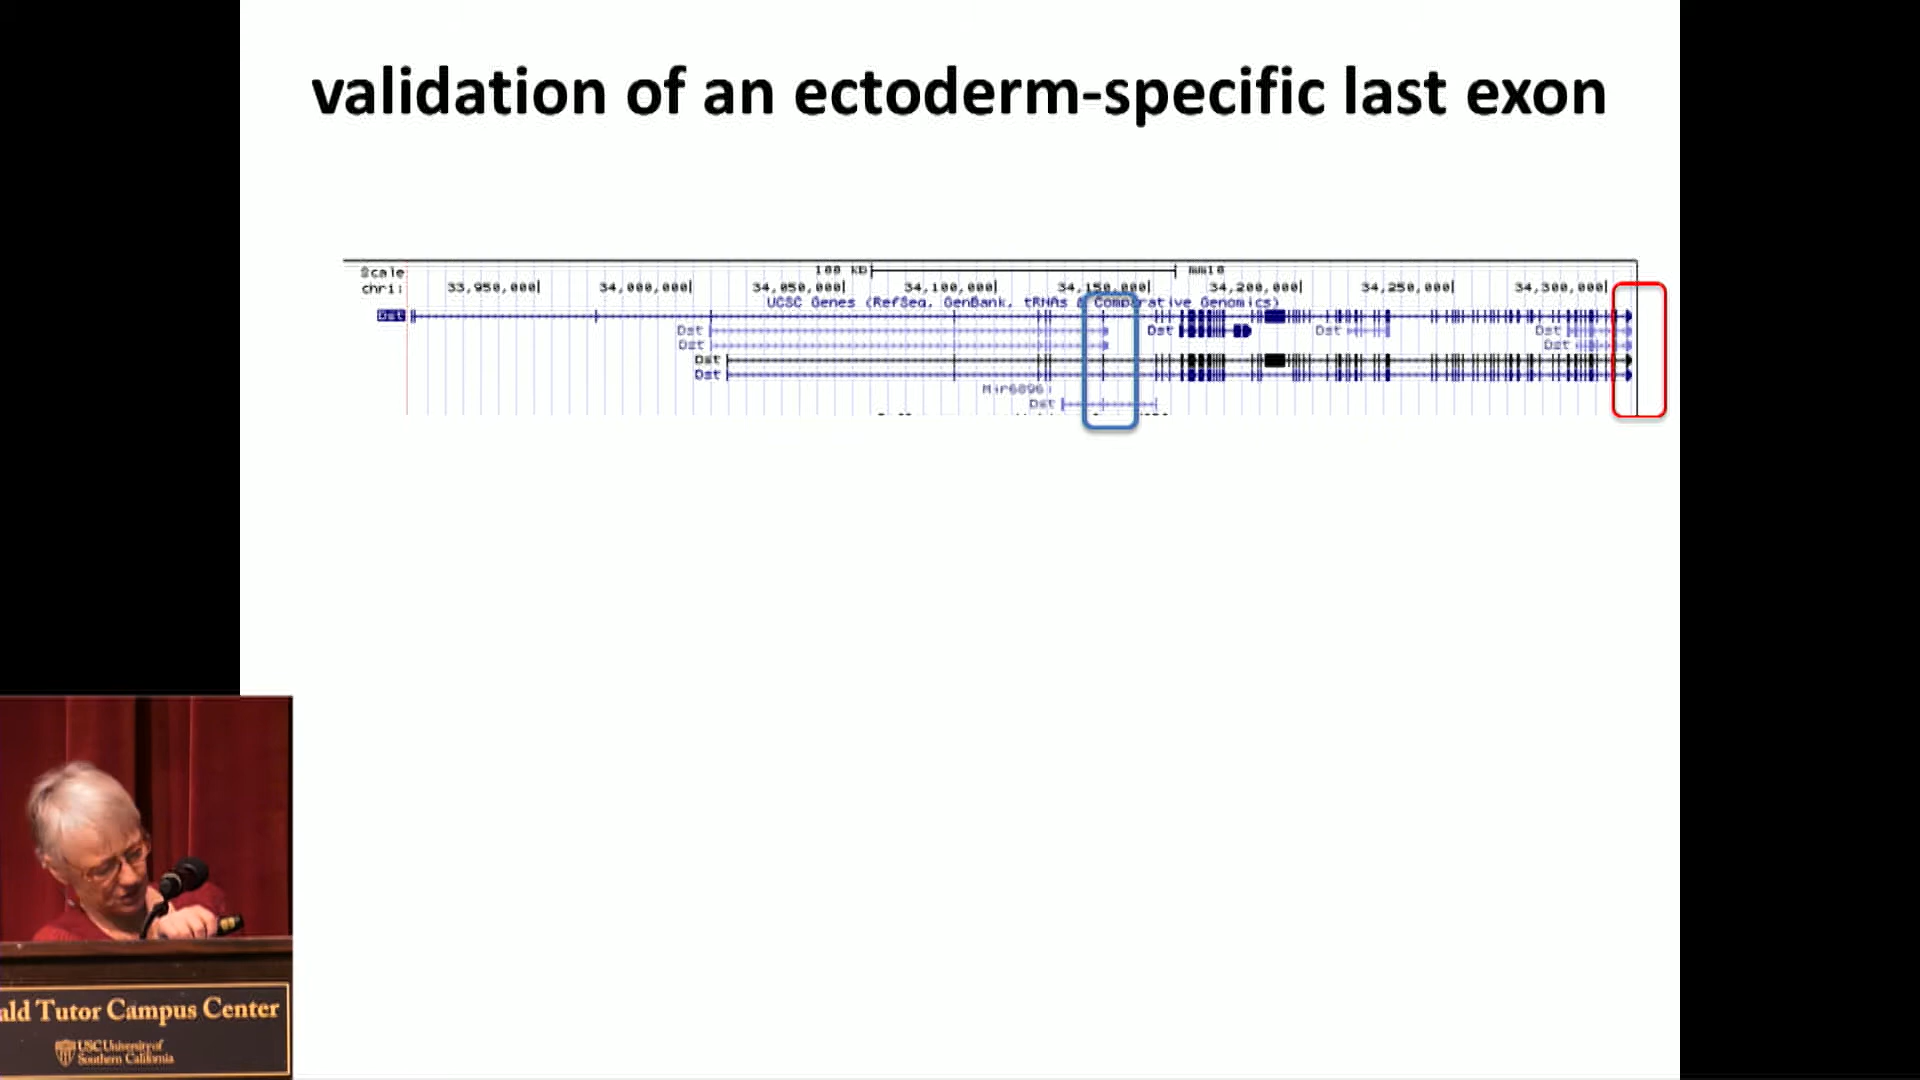 validation of an ectoderm-specific last exon
Scale
100 kb
mm10
chr1:
33,950,000|
34,000,000|
34,050,000|
34,100,000|
34,150,000|
34,200,000|
34,250,000|
34,300,000|
UCSC Genes (RefSeq, GenBank, tRNAs & Comparative Genomics)
Dst
Dst
Dst
Dst
Dst
Dst
Dst
Dst
Dst
Mir6896
Dst
ald Tutor Campus Center
USC University of
Southern California